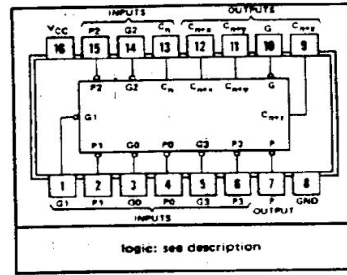 INPUTS OUTPUTS
VCC P2 G2 Cn Cn+x Cn+y G Cn+z
16 15 14 13 12 11 10 9
P2 G2 Cn Cn+x Cn+y G
G1 Cn+z
P1 G0 P0 G3 P3 P
1 2 3 4 5 6 7 8
G1 P1 G0 P0 G3 P3 P GND
INPUTS OUTPUT
logic: see description